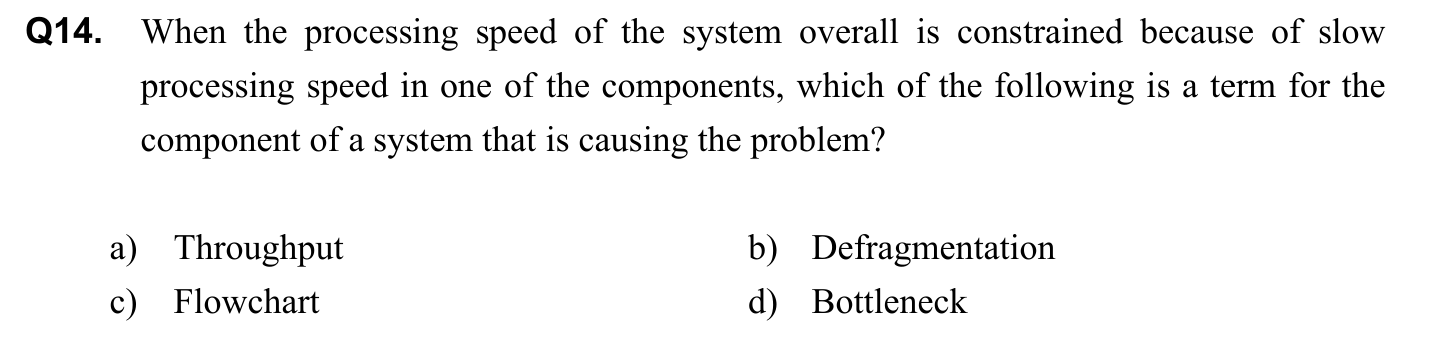 Q14. When the processing speed of the system overall is constrained because of slow
processing speed in one of the components, which of the following is a term for the
component of a system that is causing the problem?
a) Throughput b) Defragmentation
c) Flowchart d) Bottleneck